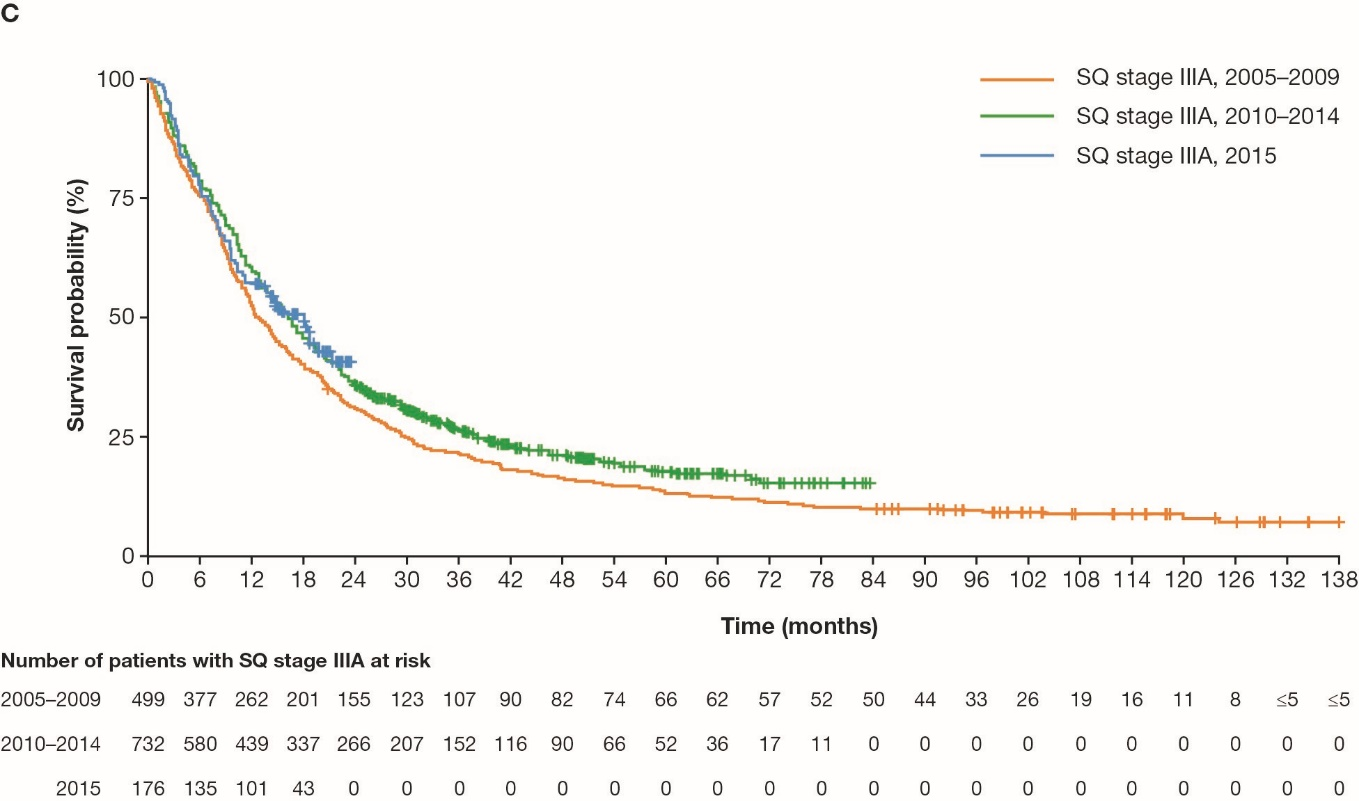 C
100
75
50
25
0
Survival probability (%)
SQ stage IIIA, 2005–2009
SQ stage IIIA, 2010–2014
SQ stage IIIA, 2015
0 6 12 18 24 30 36 42 48 54 60 66 72 78 84 90 96 102 108 114 120 126 132 138
Time (months)
Number of patients with SQ stage IIIA at risk
2005–2009 499 377 262 201 155 123 107 90 82 74 66 62 57 52 50 44 33 26 19 16 11 8 ≤5 ≤5
2010–2014 732 580 439 337 266 207 152 116 90 66 52 36 17 11 0 0 0 0 0 0 0 0 0 0
2015 176 135 101 43 0 0 0 0 0 0 0 0 0 0 0 0 0 0 0 0 0 0 0 0